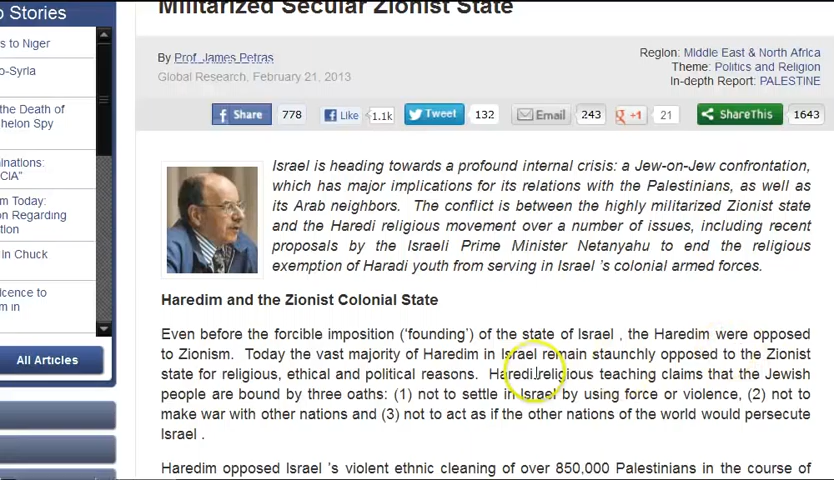 Militarized Secular Zionist State
Stories
s to Niger
o-Syria
the Death of
chelon Spy
inations:
CIA"
m Today:
on Regarding
tion
in Chuck
icence to
m in
All Articles
By Prof. James Petras
Global Research, February 21, 2013
Region: Middle East & North Africa
Theme: Politics and Religion
In-depth Report: PALESTINE
Share 778 Like 1.1k Tweet 132 Email 243 +1 21 ShareThis 1643
Israel is heading towards a profound internal crisis: a Jew-on-Jew confrontation,
which has major implications for its relations with the Palestinians, as well as
its Arab neighbors. The conflict is between the highly militarized Zionist state
and the Haredi religious movement over a number of issues, including recent
proposals by the Israeli Prime Minister Netanyahu to end the religious
exemption of Haradi youth from serving in Israel 's colonial armed forces.
Haredim and the Zionist Colonial State
Even before the forcible imposition ('founding') of the state of Israel , the Haredim were opposed
to Zionism. Today the vast majority of Haredim in Israel remain staunchly opposed to the Zionist
state for religious, ethical and political reasons. Haredi religious teaching claims that the Jewish
people are bound by three oaths: (1) not to settle in Israel by using force or violence, (2) not to
make war with other nations and (3) not to act as if the other nations of the world would persecute
Israel .
Haredim opposed Israel 's violent ethnic cleaning of over 850,000 Palestinians in the course of